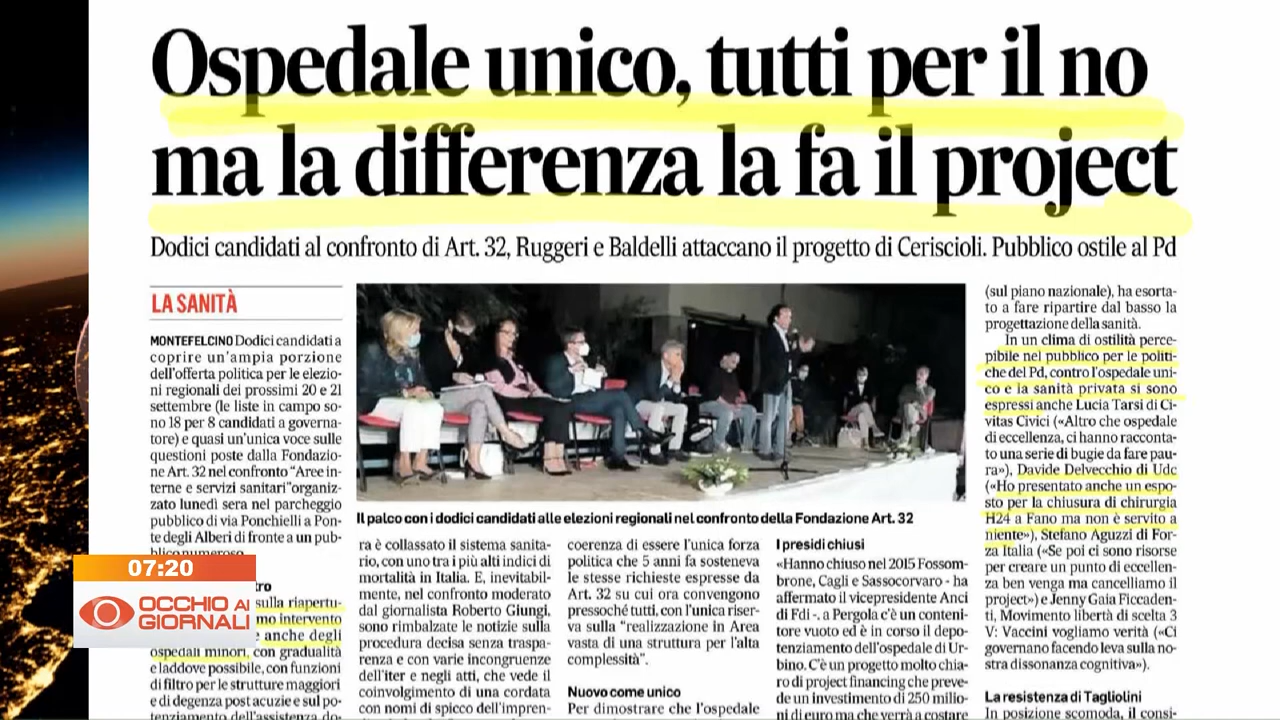 Ospedale unico, tutti per il no
ma la differenza la fa il project
Dodici candidati al confronto di Art. 32, Ruggeri e Baldelli attaccano il progetto di Ceriscioli. Pubblico ostile al Pd
LA SANITÀ
MONTEFELCINO Dodici candidati a
coprire un'ampia porzione
dell'offerta politica per le elezio-
ni regionali dei prossimi 20 e 21
settembre (le liste in campo so-
no 18 per 8 candidati a governa-
tore) e quasi un'unica voce sulle
questioni poste dalla Fondazio-
ne Art. 32 nel confronto "Aree in-
terne e servizi sanitari" organiz-
zato lunedì sera nel parcheggio
pubblico di via Ponchielli a Pon-
te degli Alberi di fronte a un pub-
blico numeroso.
tro
sulla riapertu-
mo intervento
e anche degli
ospedali minori, con gradualità
e laddove possibile, con funzioni
di filtro per le strutture maggiori
e di degenza post acuzie e sul po-
tenziamento dell'assistenza do-
Il palco con i dodici candidati alle elezioni regionali nel confronto della Fondazione Art. 32
ra è collassato il sistema sanita-
rio, con uno tra i più alti indici di
mortalità in Italia. E, inevitabil-
mente, nel confronto moderato
dal giornalista Roberto Giungi,
sono rimbalzate le notizie sulla
procedura decisa senza traspa-
renza e con varie incongruenze
dell'iter e negli atti, che vede il
coinvolgimento di una cordata
con nomi di spicco dell'impren-
coerenza di essere l'unica forza
politica che 5 anni fa sosteneva
le stesse richieste espresse da
Art. 32 su cui ora convengono
pressoché tutti, con l'unica riser-
va sulla "realizzazione in Area
vasta di una struttura per l'alta
complessità".
Nuovo come unico
Per dimostrare che l'ospedale
I presidi chiusi
«Hanno chiuso nel 2015 Fossom-
brone, Cagli e Sassocorvaro - ha
affermato il vicepresidente Anci
di Fdi -. a Pergola c'è un conteni-
tore vuoto ed è in corso il depo-
tenziamento dell'ospedale di Ur-
bino. C'è un progetto molto chia-
ro di project financing che preve-
de un investimento di 250 milio-
ni di euro ma che verrà a costare
(sul piano nazionale), ha esorta-
to a fare ripartire dal basso la
progettazione della sanità.
In un clima di ostilità perce-
pibile nel pubblico per le politi-
che del Pd, contro l'ospedale uni-
co e la sanità privata si sono
espressi anche Lucia Tarsi di Ci-
vitas Civici («Altro che ospedale
di eccellenza, ci hanno racconta-
to una serie di bugie da fare pau-
ra»), Davide Delvecchio di Udc
(«Ho presentato anche un espo-
sto per la chiusura di chirurgia
H24 a Fano ma non è servito a
niente»), Stefano Aguzzi di For-
za Italia («Se poi ci sono risorse
per creare un punto di eccellen-
za ben venga ma cancelliamo il
project») e Jenny Gaia Ficcaden-
ti, Movimento libertà di scelta 3
V: Vaccini vogliamo verità («Ci
governano facendo leva sulla no-
stra dissonanza cognitiva»).
La resistenza di Tagliolini
In posizione scomoda, il consi-
07:20
OCCHIO AI
GIORNALI